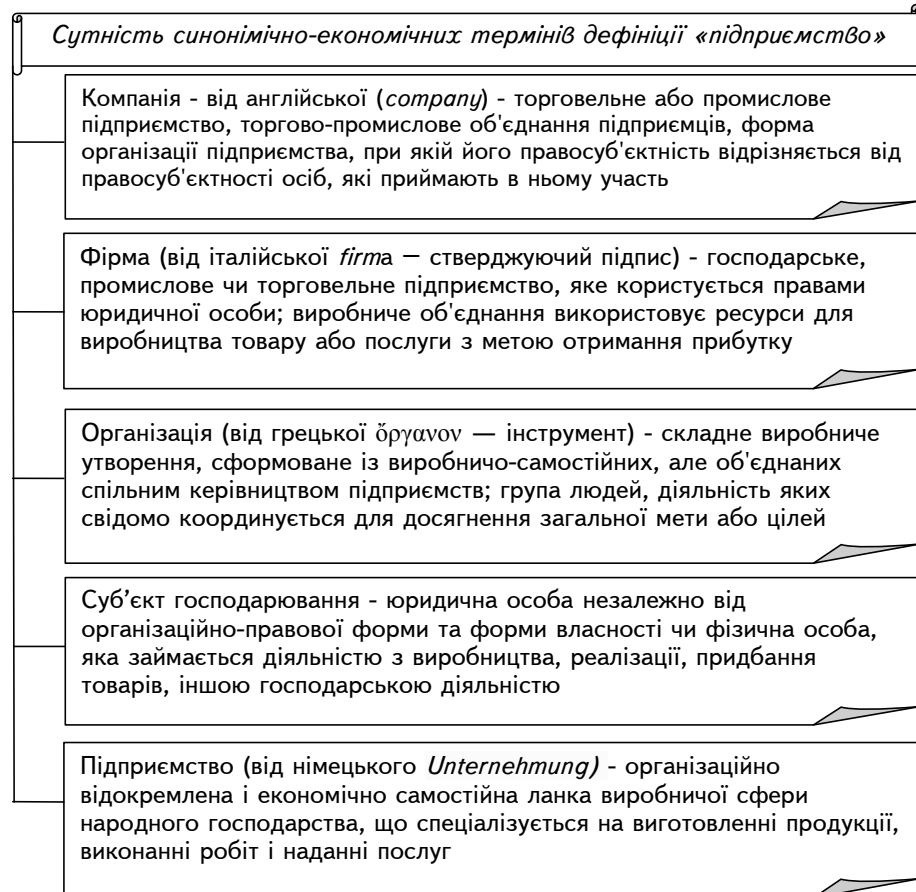 Сутність синонімічно-економічних термінів дефініції «підприємство»
Компанія - від англійської (company) - торговельне або промислове
підприємство, торгово-промислове об'єднання підприємців, форма
організації підприємства, при якій його правосуб'єктність відрізняється від
правосуб'єктності осіб, які приймають в ньому участь
Фірма (від італійської firmа — стверджуючий підпис) - господарське,
промислове чи торговельне підприємство, яке користується правами
юридичної особи; виробниче об'єднання використовує ресурси для
виробництва товару або послуги з метою отримання прибутку
Організація (від грецької ὄργανον — інструмент) - складне виробниче
утворення, сформоване із виробничо-самостійних, але об'єднаних
спільним керівництвом підприємств; група людей, діяльність яких
свідомо координується для досягнення загальної мети або цілей
Суб’єкт господарювання - юридична особа незалежно від
організаційно-правової форми та форми власності чи фізична особа,
яка займається діяльністю з виробництва, реалізації, придбання
товарів, іншою господарською діяльністю
Підприємство (від німецького Unternehmung) - організаційно
відокремлена і економічно самостійна ланка виробничої сфери
народного господарства, що спеціалізується на виготовленні продукції,
виконанні робіт і наданні послуг